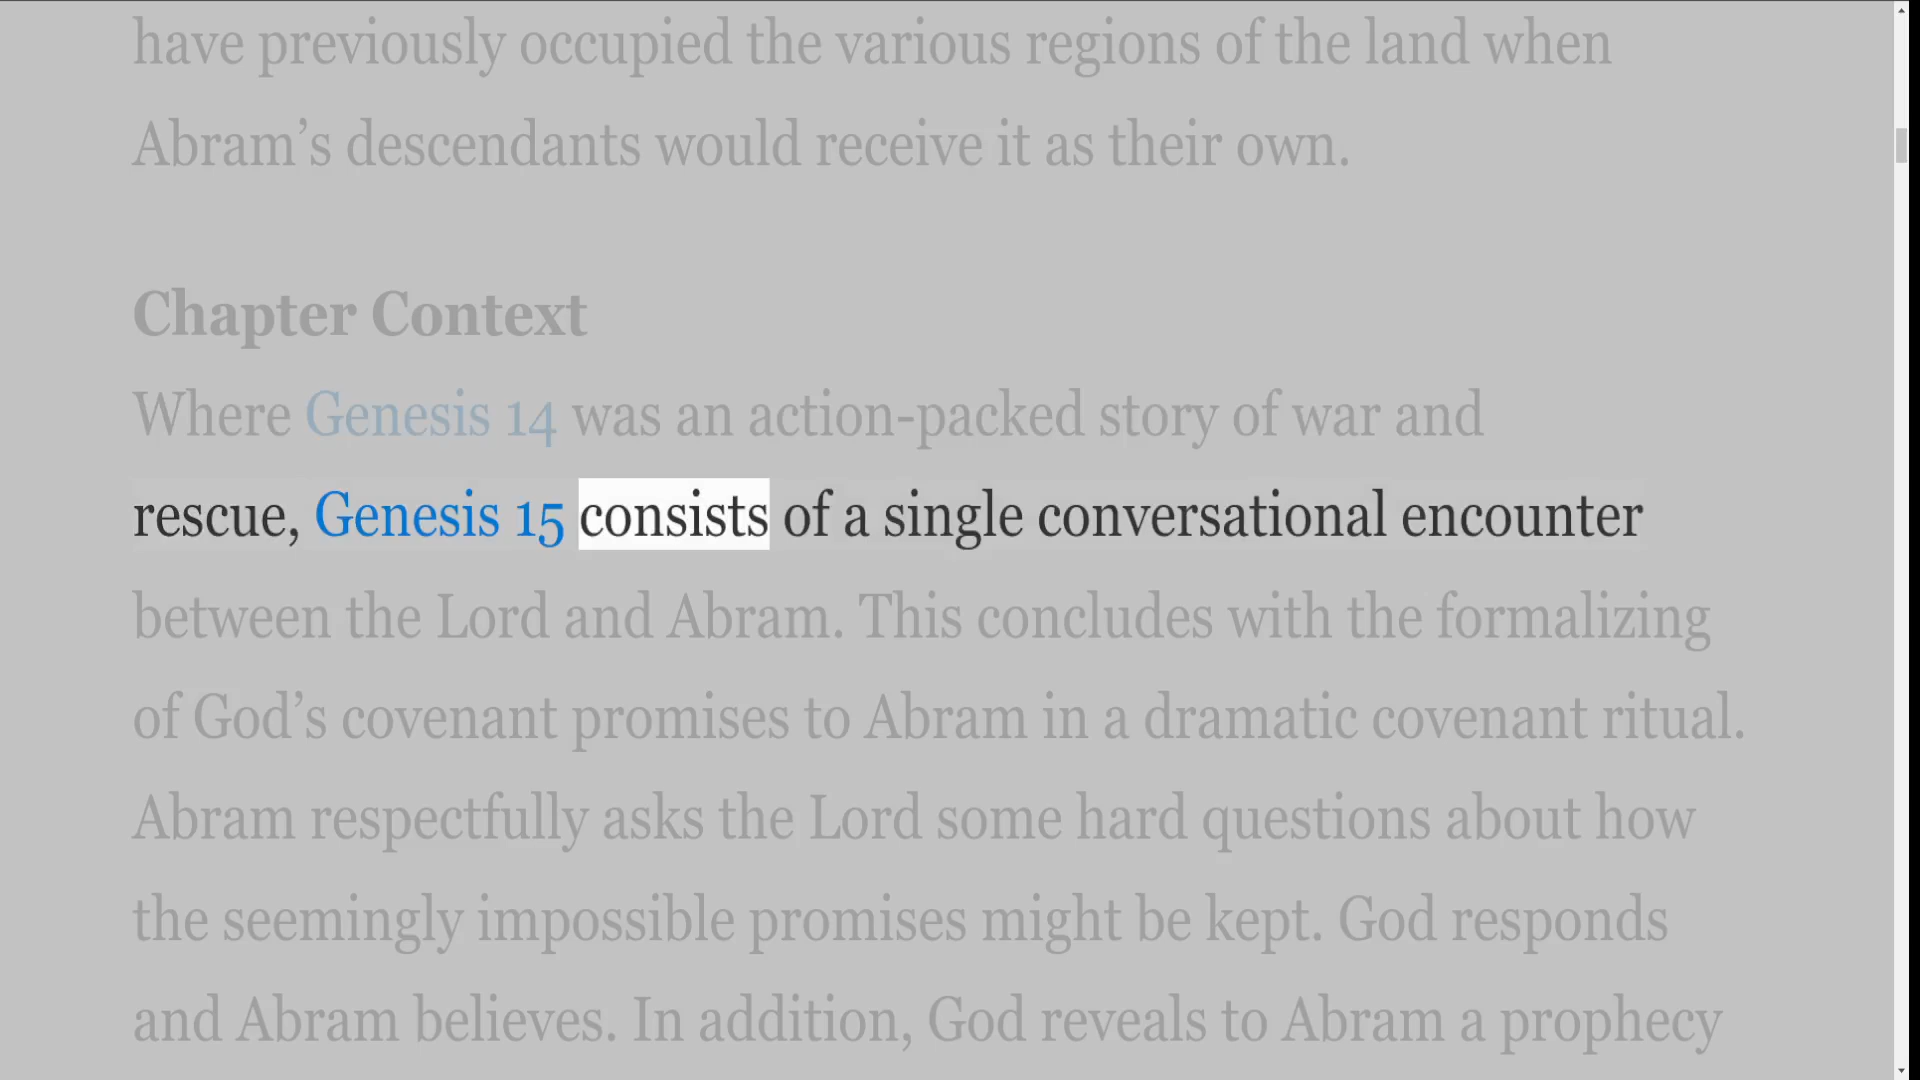 have previously occupied the various regions of the land when
Abram’s descendants would receive it as their own.
Chapter Context
Where Genesis 14 was an action-packed story of war and
rescue, Genesis 15 consists of a single conversational encounter
between the Lord and Abram. This concludes with the formalizing
of God’s covenant promises to Abram in a dramatic covenant ritual.
Abram respectfully asks the Lord some hard questions about how
the seemingly impossible promises might be kept. God responds
and Abram believes. In addition, God reveals to Abram a prophecy